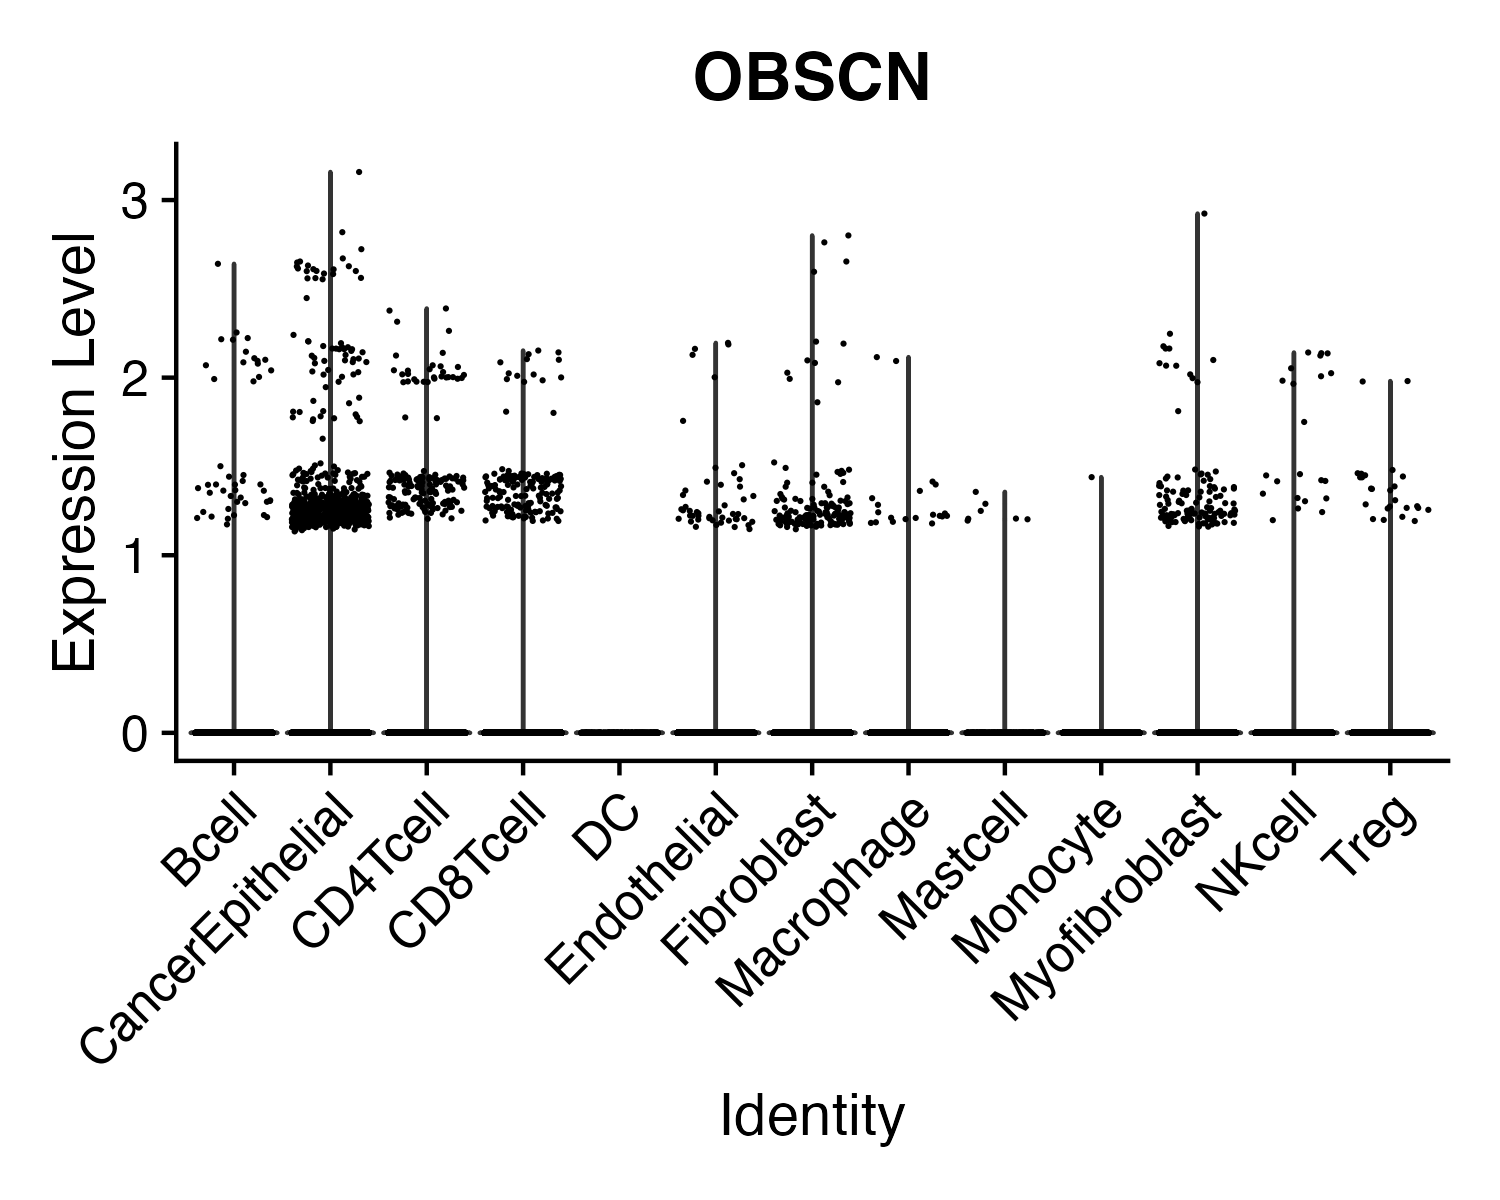 OBSCN
Expression Level
3
2
1
0
Bcell
CancerEpithelial
CD4Tcell
CD8Tcell
DC
Endothelial
Fibroblast
Macrophage
Mastcell
Monocyte
Myofibroblast
NKcell
Treg
Identity